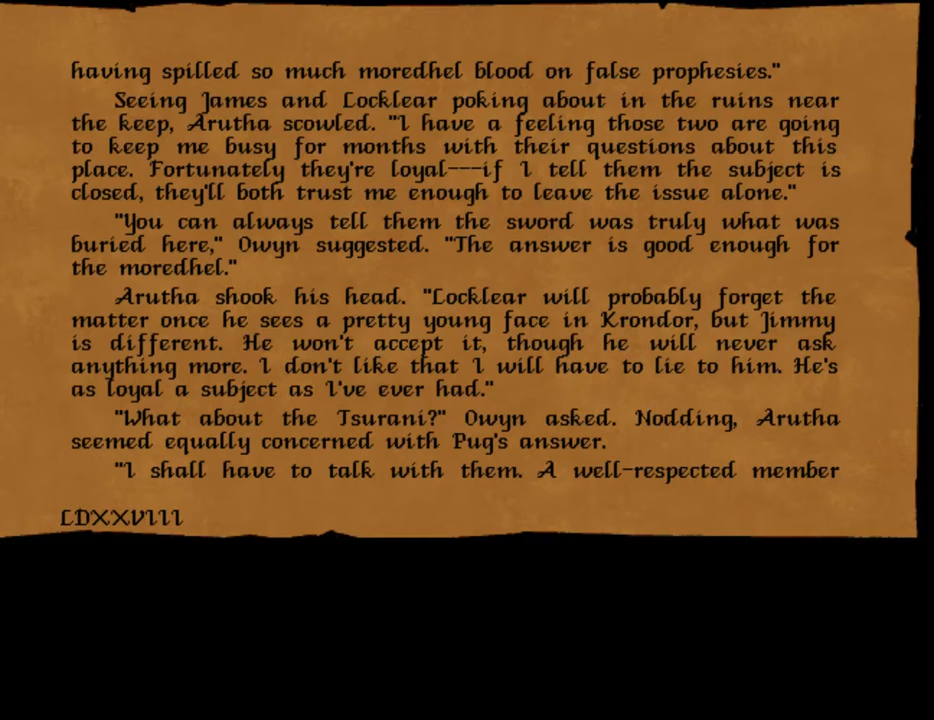 having spilled so much moredhel blood on false prophesies."
Seeing James and Locklear poking about in the ruins near
the keep, Arutha scowled. "I have a feeling those two are going
to keep me busy for months with their questions about this
place. Fortunately they're loyal---if I tell them the subject is
closed, they'll both trust me enough to leave the issue alone."
"You can always tell them the sword was truly what was
buried here," Owyn suggested. "The answer is good enough for
the moredhel."
Arutha shook his head. "Locklear will probably forget the
matter once he sees a pretty young face in Krondor, but Jimmy
is different. He won't accept it, though he will never ask
anything more. I don't like that I will have to lie to him. He's
as loyal a subject as I've ever had."
"What about the Tsurani?" Owyn asked. Nodding, Arutha
seemed equally concerned with Pug's answer.
"I shall have to talk with them. A well-respected member
LDXXVIII